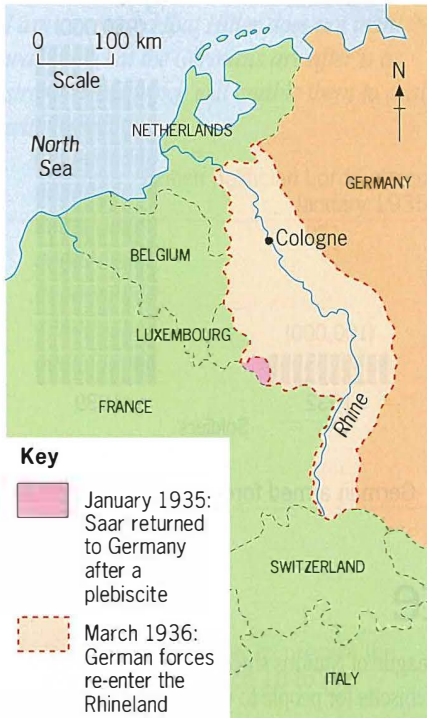 0 100 km
Scale
N
North
Sea
NETHERLANDS
GERMANY
Cologne
BELGIUM
LUXEMBOURG
FRANCE
Rhine
SWITZERLAND
ITALY
Key
January 1935:
Saar returned
to Germany
after a
plebiscite
March 1936:
German forces
re-enter the
Rhineland